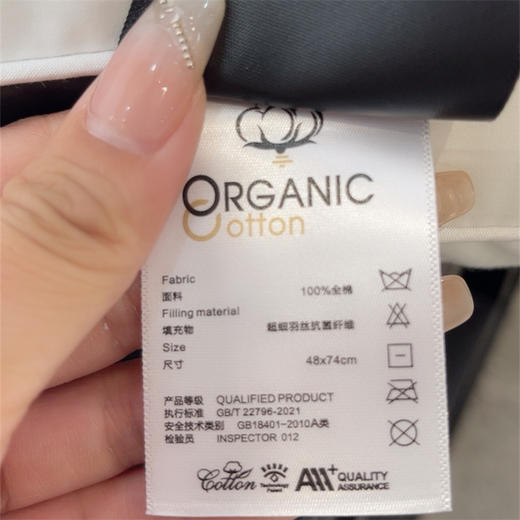 ORGANIC
Cotton
Fabric
面料 100%全棉
Filling material
填充物 超细羽丝抗菌纤维
Size
尺寸 48x74cm
产品等级 QUALIFIED PRODUCT
执行标准 GB/T 22796-2021
安全技术类别 GB18401-2010A类
检验员 INSPECTOR 012
Cotton Technology Patent AAA+ QUALITY ASSURANCE